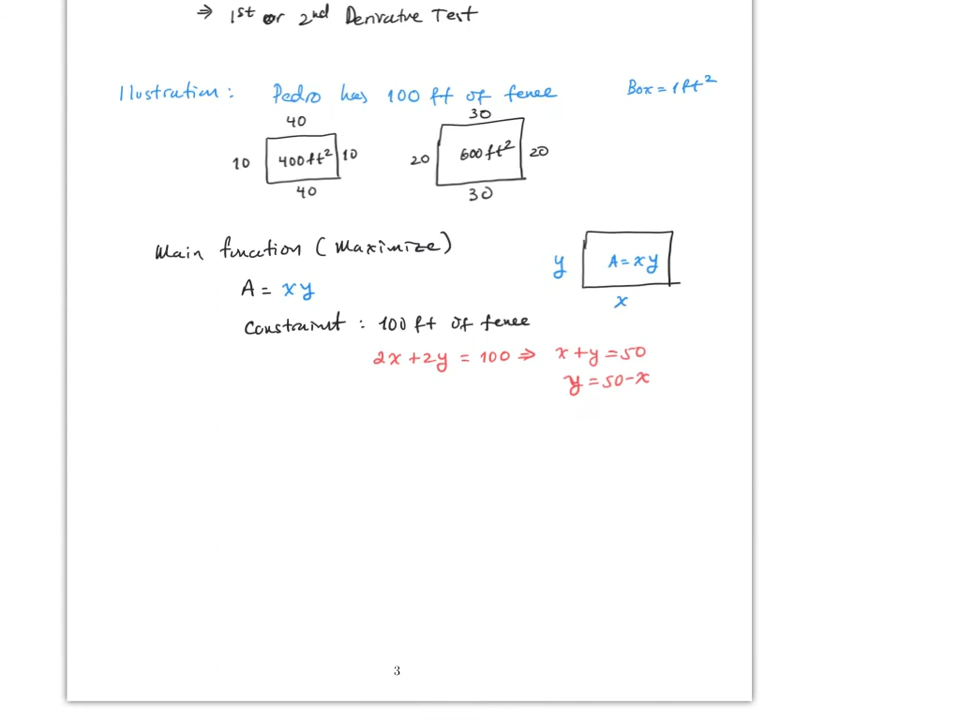 ⇒ 1st or 2nd Derivative Test
Ilustration : Pedro has 100 ft of fence
Box = 1 ft²
40
30
10
400 ft²
10
20
600 ft²
20
40
30
Main function (Maximize)
y
A = xy
A = xy
x
Constraint : 100 ft of fence
2x + 2y = 100 ⇒ x + y = 50
y = 50 - x
3